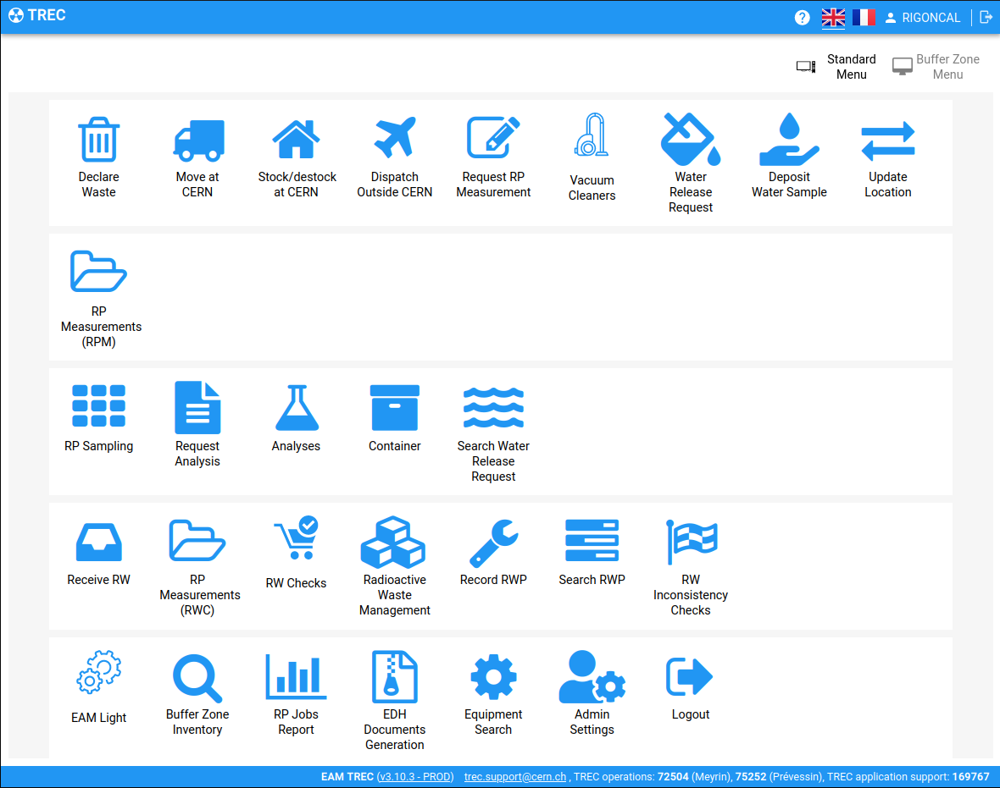 TREC
? RIGONCAL
Standard
Menu
Buffer Zone
Menu
Declare
Waste
Move at
CERN
Stock/destock
at CERN
Dispatch
Outside CERN
Request RP
Measurement
Vacuum
Cleaners
Water
Release
Request
Deposit
Water Sample
Update
Location
RP
Measurements
(RPM)
RP Sampling
Request
Analysis
Analyses
Container
Search Water
Release
Request
Receive RW
RP
Measurements
(RWC)
RW Checks
Radioactive
Waste
Management
Record RWP
Search RWP
RW
Inconsistency
Checks
EAM Light
Buffer Zone
Inventory
RP Jobs
Report
EDH
Documents
Generation
Equipment
Search
Admin
Settings
Logout
EAM TREC (v3.10.3 - PROD) trec.support@cern.ch , TREC operations: 72504 (Meyrin), 75252 (Prévessin), TREC application support: 169767